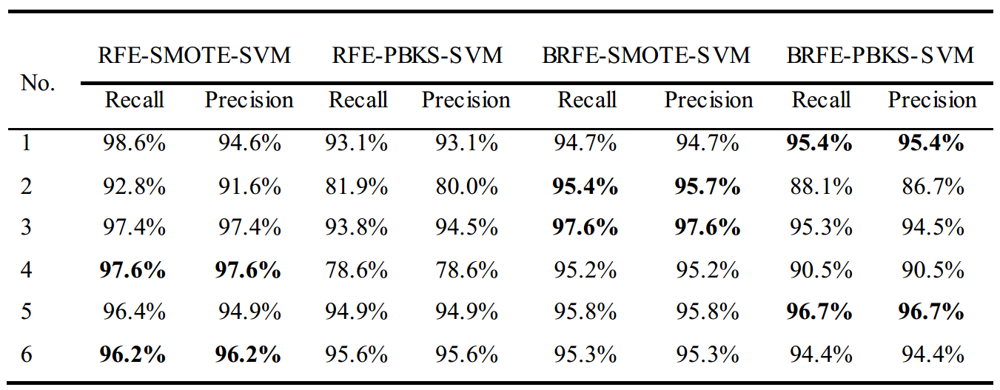 RFE-SMOTE-SVM RFE-PBKS-SVM BRFE-SMOTE-SVM BRFE-PBKS-SVM
No.
Recall Precision Recall Precision Recall Precision Recall Precision
1 98.6% 94.6% 93.1% 93.1% 94.7% 94.7% 95.4% 95.4%
2 92.8% 91.6% 81.9% 80.0% 95.4% 95.7% 88.1% 86.7%
3 97.4% 97.4% 93.8% 94.5% 97.6% 97.6% 95.3% 94.5%
4 97.6% 97.6% 78.6% 78.6% 95.2% 95.2% 90.5% 90.5%
5 96.4% 94.9% 94.9% 94.9% 95.8% 95.8% 96.7% 96.7%
6 96.2% 96.2% 95.6% 95.6% 95.3% 95.3% 94.4% 94.4%